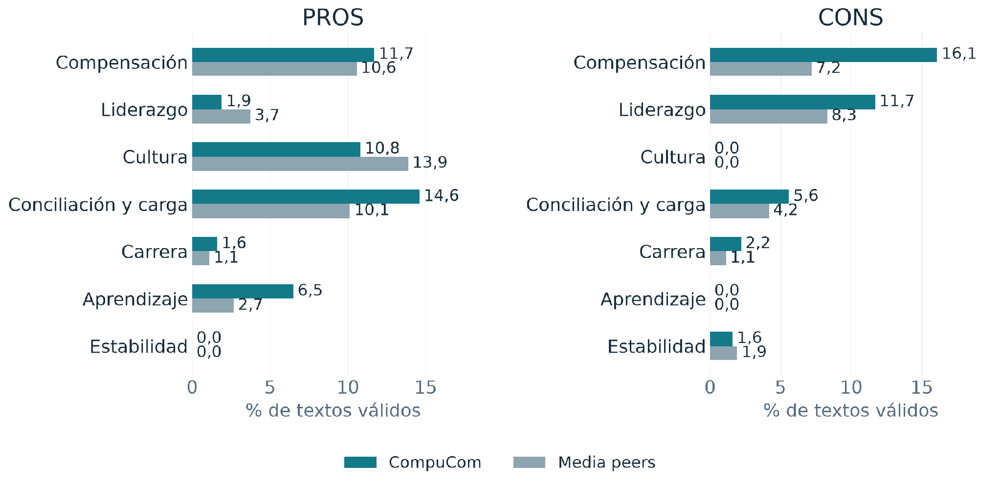 PROS
Compensación
11,7
10,6
Liderazgo
1,9
3,7
Cultura
10,8
13,9
Conciliación y carga
14,6
10,1
Carrera
1,6
1,1
Aprendizaje
6,5
2,7
Estabilidad
0,0
0,0
0 5 10 15
% de textos válidos
CONS
Compensación
16,1
7,2
Liderazgo
11,7
8,3
Cultura
0,0
0,0
Conciliación y carga
5,6
4,2
Carrera
2,2
1,1
Aprendizaje
0,0
0,0
Estabilidad
1,6
1,9
0 5 10 15
% de textos válidos
CompuCom
Media peers